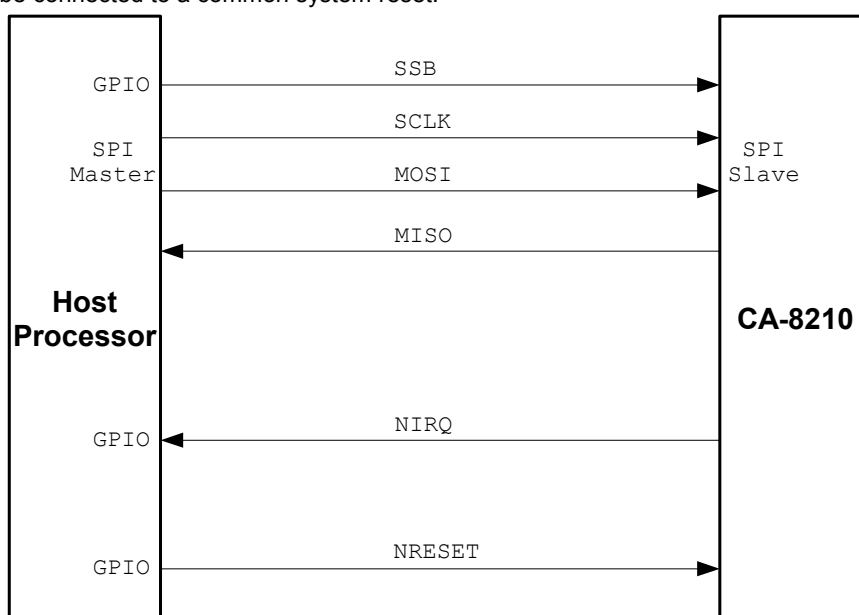 be connected to a common system reset.
GPIO
SSB
SCLK
SPI
Master
MOSI
SPI
Slave
MISO
Host
Processor
CA-8210
GPIO
NIRQ
GPIO
NRESET